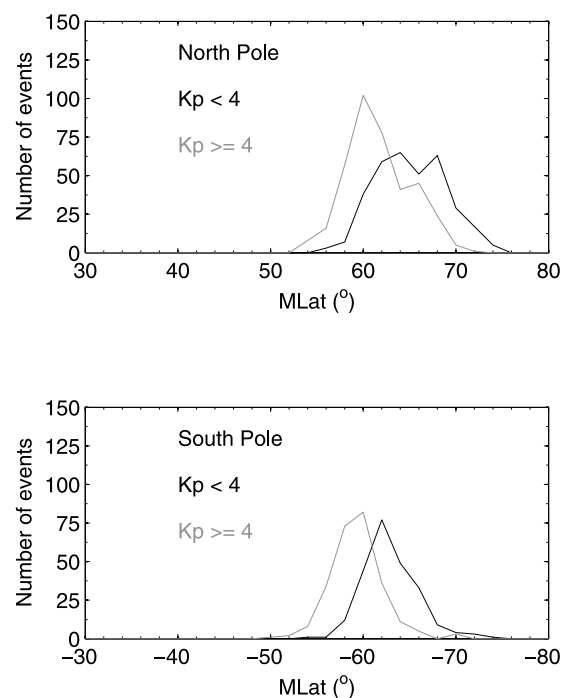 150
125
100
75
50
25
0
Number of events
North Pole
Kp < 4
Kp >= 4
30 40 50 60 70 80
MLat (°)
150
125
100
75
50
25
0
Number of events
South Pole
Kp < 4
Kp >= 4
−30 −40 −50 −60 −70 −80
MLat (°)